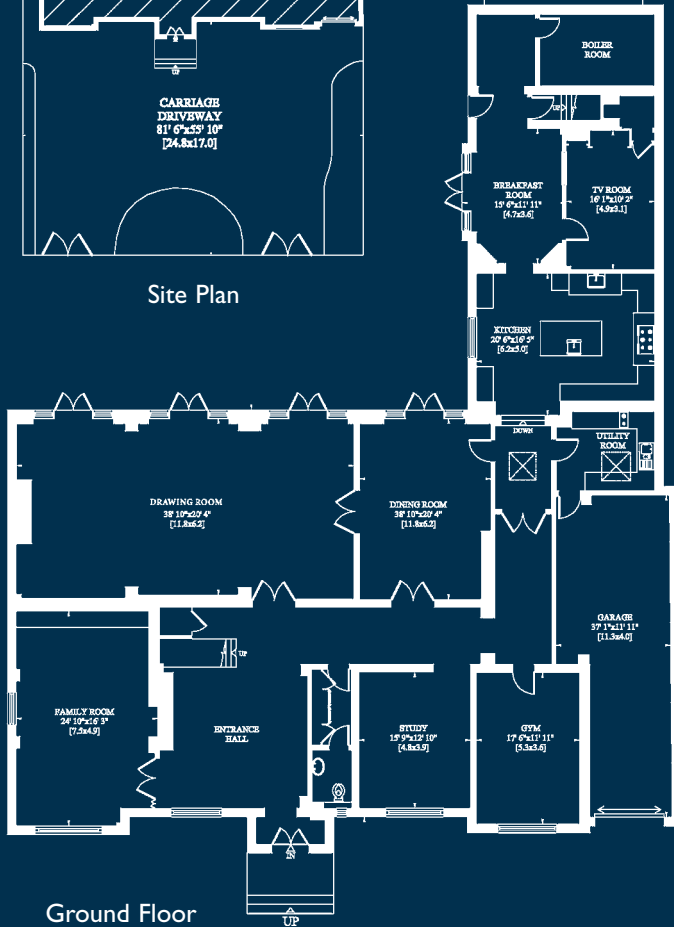 IN
UP
CARRIAGE
DRIVEWAY
81' 6"x55' 10"
[24.8x17.0]
Site Plan
BOILER
ROOM
UP
BREAKFAST
ROOM
15' 6"x11' 11"
[4.7x3.6]
TV ROOM
16' 1"x10' 2"
[4.9x3.1]
KITCHEN
20' 6"x16' 5"
[6.2x5.0]
DOWN
UTILITY
ROOM
DRAWING ROOM
38' 10"x20' 4"
[11.8x6.2]
DINING ROOM
38' 10"x20' 4"
[11.8x6.2]
GARAGE
37' 1"x11' 11"
[11.3x4.0]
UP
FAMILY ROOM
24' 10"x16' 3"
[7.5x4.9]
ENTRANCE
HALL
STUDY
15' 9"x12' 10"
[4.8x3.9]
GYM
17' 6"x11' 11"
[5.3x3.6]
IN
UP
Ground Floor